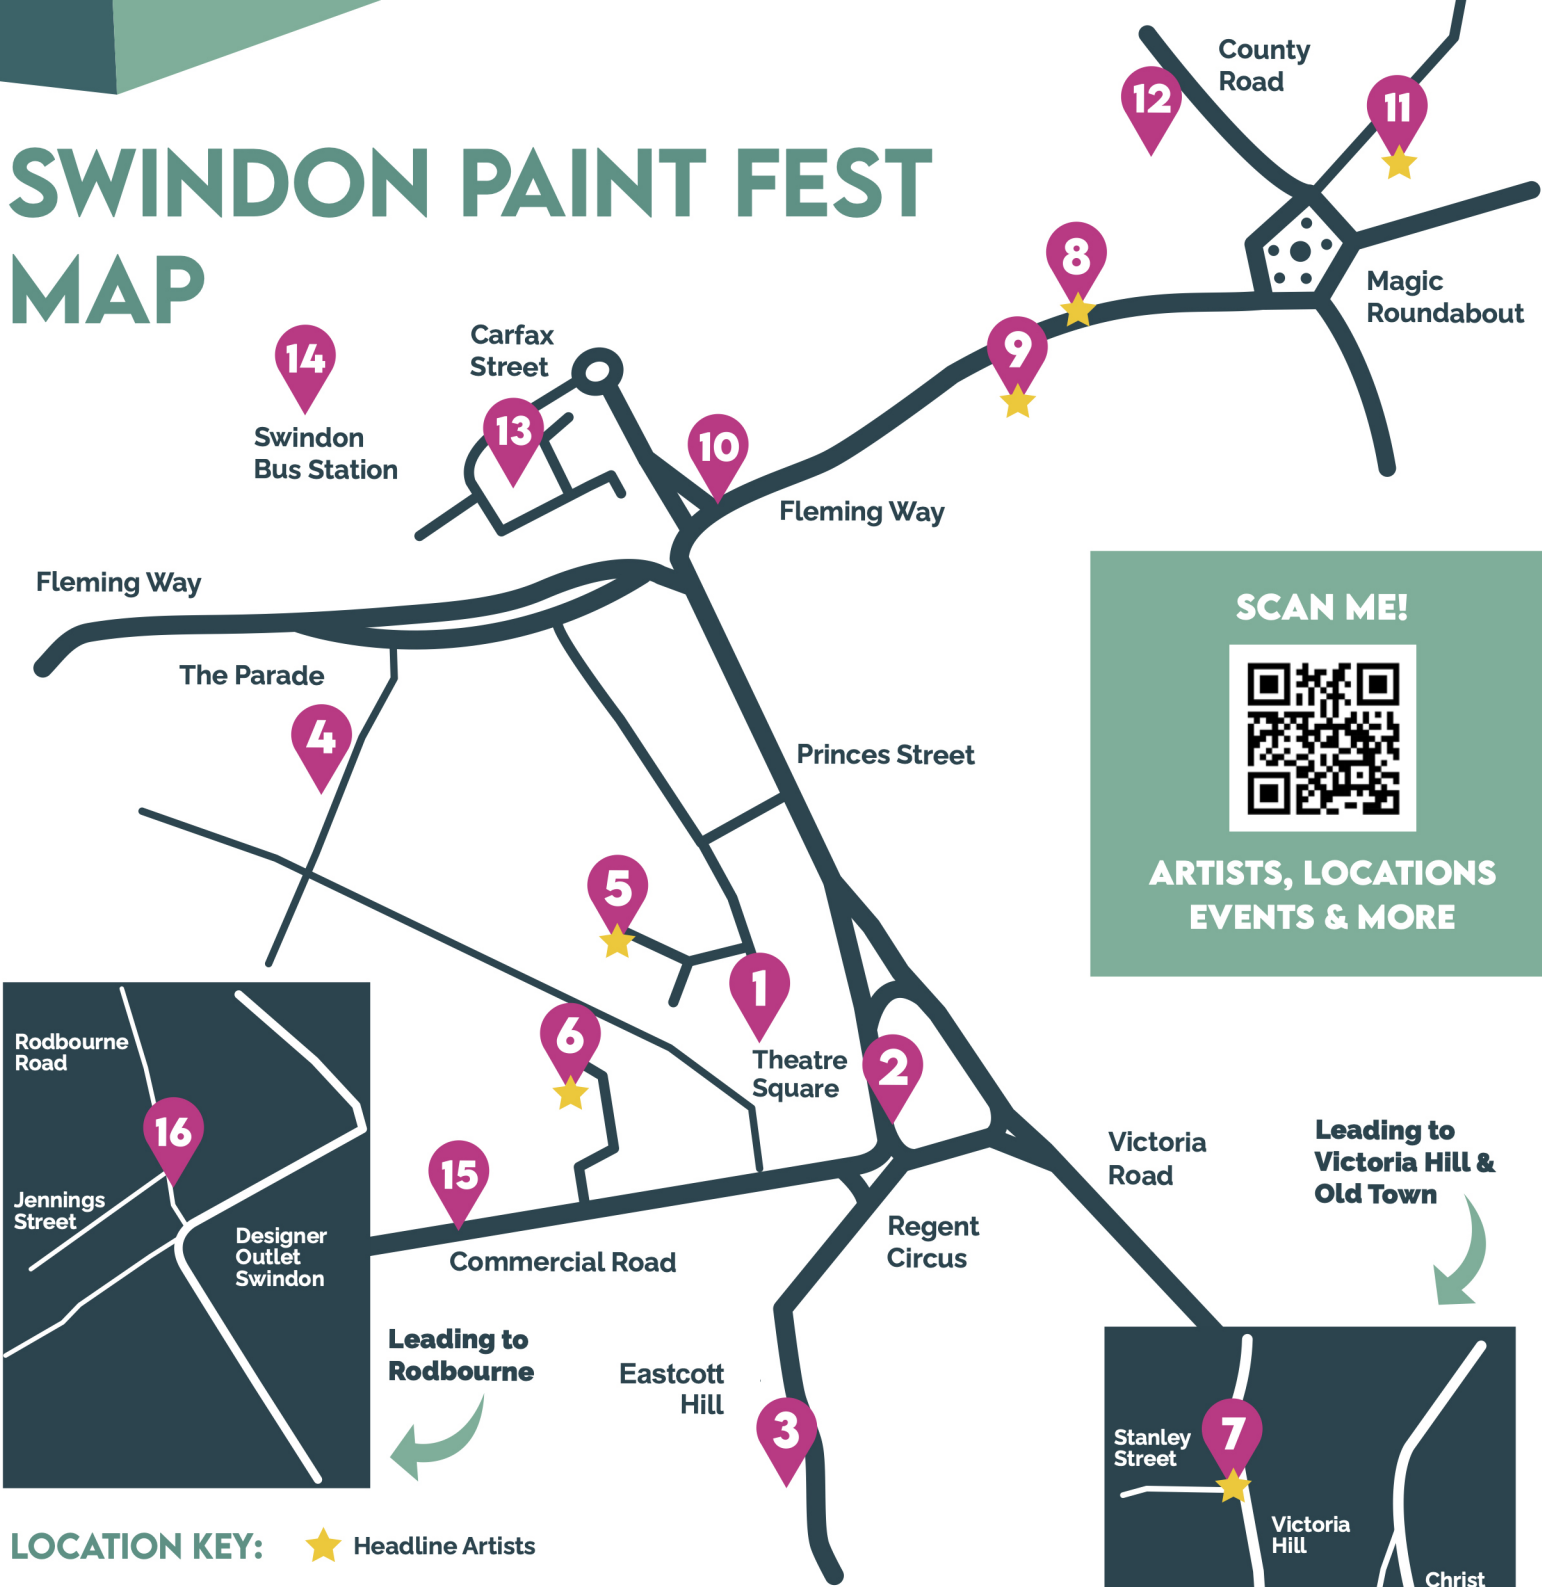 SWINDON PAINT FEST
MAP
County
Road
12
11
8
Magic
Roundabout
9
Carfax
Street
14
13
10
Swindon
Bus Station
Fleming Way
Fleming Way
The Parade
4
Princes Street
SCAN ME!
ARTISTS, LOCATIONS
EVENTS & MORE
5
1
6
Theatre
Square
2
Rodbourne
Road
16
Jennings
Street
Designer
Outlet
Swindon
15
Commercial Road
Victoria
Road
Regent
Circus
Leading to
Victoria Hill &
Old Town
Leading to
Rodbourne
Eastcott
Hill
3
Stanley
Street
7
Victoria
Hill
Christ
LOCATION KEY:
Headline Artists